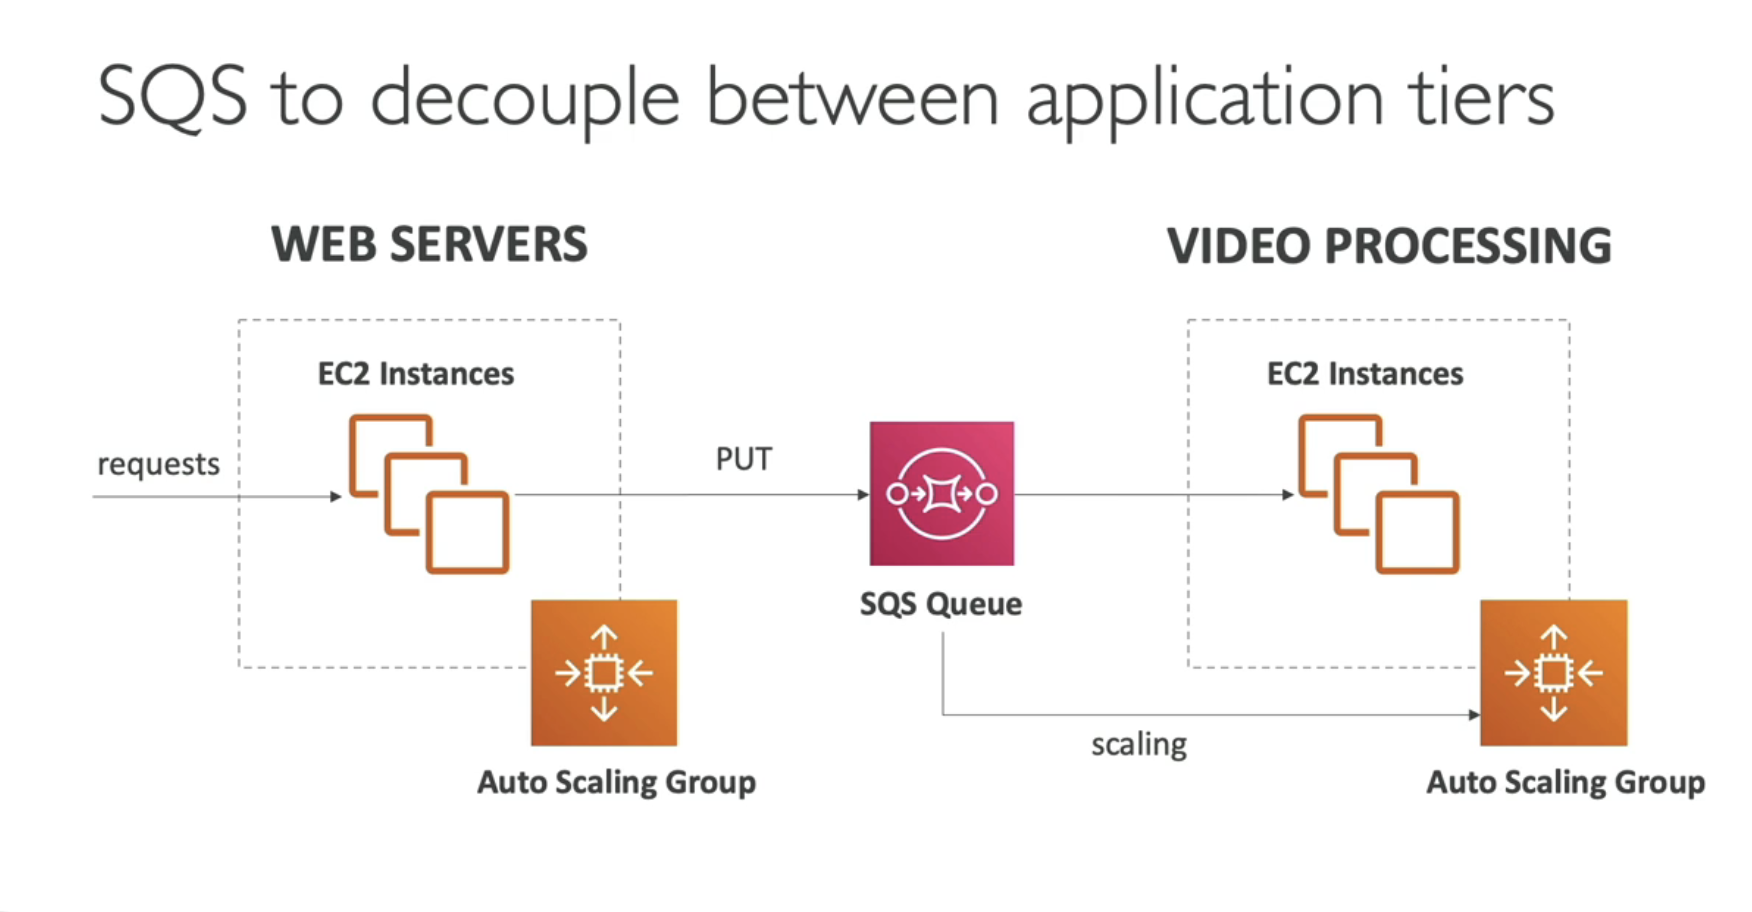 SQS to decouple between application tiers
WEB SERVERS
VIDEO PROCESSING
EC2 Instances
EC2 Instances
requests
PUT
SQS Queue
scaling
Auto Scaling Group
Auto Scaling Group